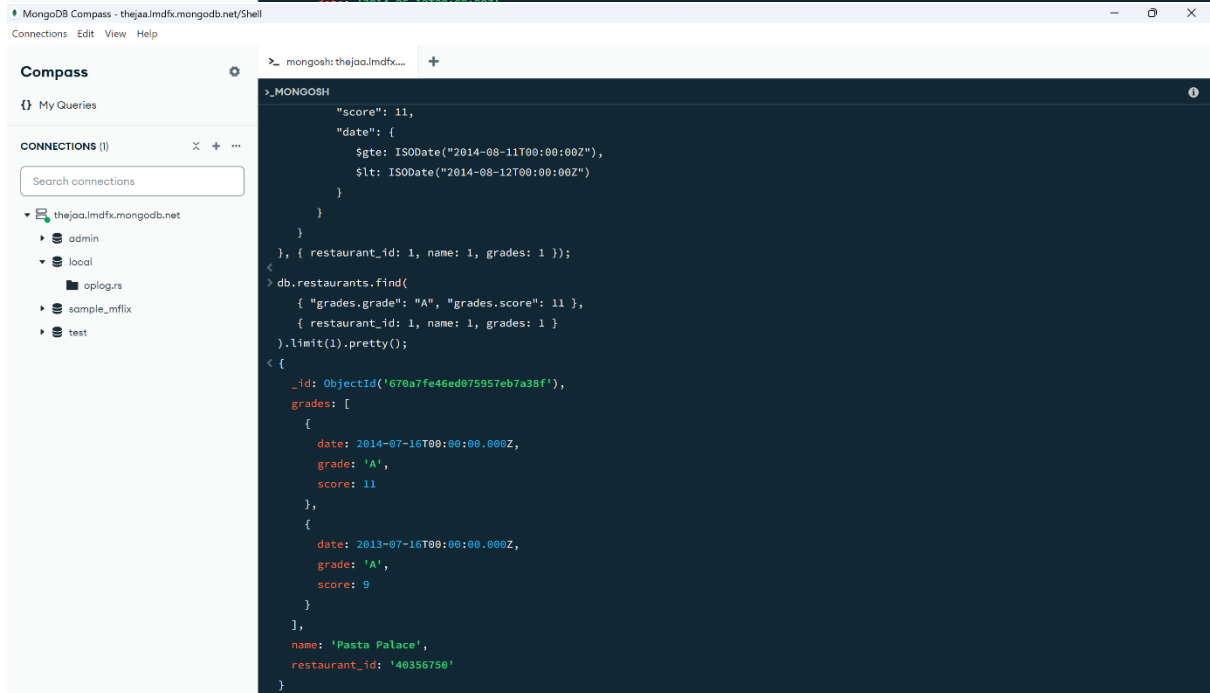 MongoDB Compass - thejaa.lmdfx.mongodb.net/Shell
Connections Edit View Help
Compass
{} My Queries
CONNECTIONS (1)
Search connections
thejaa.lmdfx.mongodb.net
admin
local
oplog.rs
sample_mflix
test
>_ mongosh: thejaa.lmdfx....
>_MONGOSH
"score": 11,
"date": {
$gte: ISODate("2014-08-11T00:00:00Z"),
$lt: ISODate("2014-08-12T00:00:00Z")
}
}
}
}, { restaurant_id: 1, name: 1, grades: 1 });
<
> db.restaurants.find(
{ "grades.grade": "A", "grades.score": 11 },
{ restaurant_id: 1, name: 1, grades: 1 }
).limit(1).pretty();
< {
_id: ObjectId('670a7fe46ed075957eb7a38f'),
grades: [
{
date: 2014-07-16T00:00:00.000Z,
grade: 'A',
score: 11
},
{
date: 2013-07-16T00:00:00.000Z,
grade: 'A',
score: 9
}
],
name: 'Pasta Palace',
restaurant_id: '40356750'
}